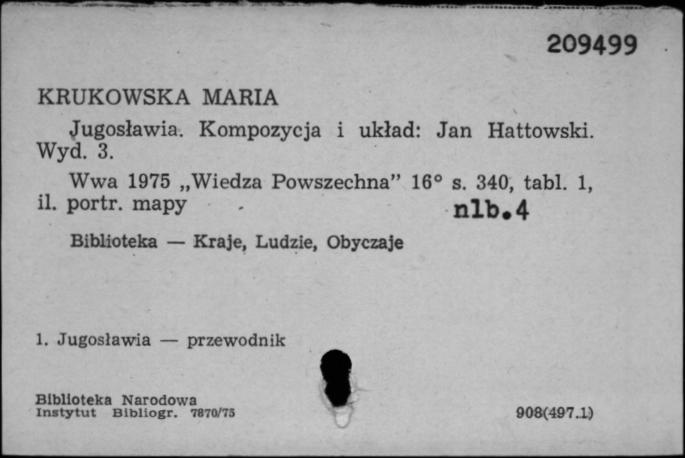 209499
KRUKOWSKA MARIA
Jugosławia. Kompozycja i układ: Jan Hattowski.
Wyd. 3.
Wwa 1975 „Wiedza Powszechna” 16° s. 340, tabl. 1,
il. portr. mapy
nlb.4
Biblioteka — Kraje, Ludzie, Obyczaje
1. Jugosławia — przewodnik
Biblioteka Narodowa
Instytut Bibliogr. 7870/75
908(497.1)